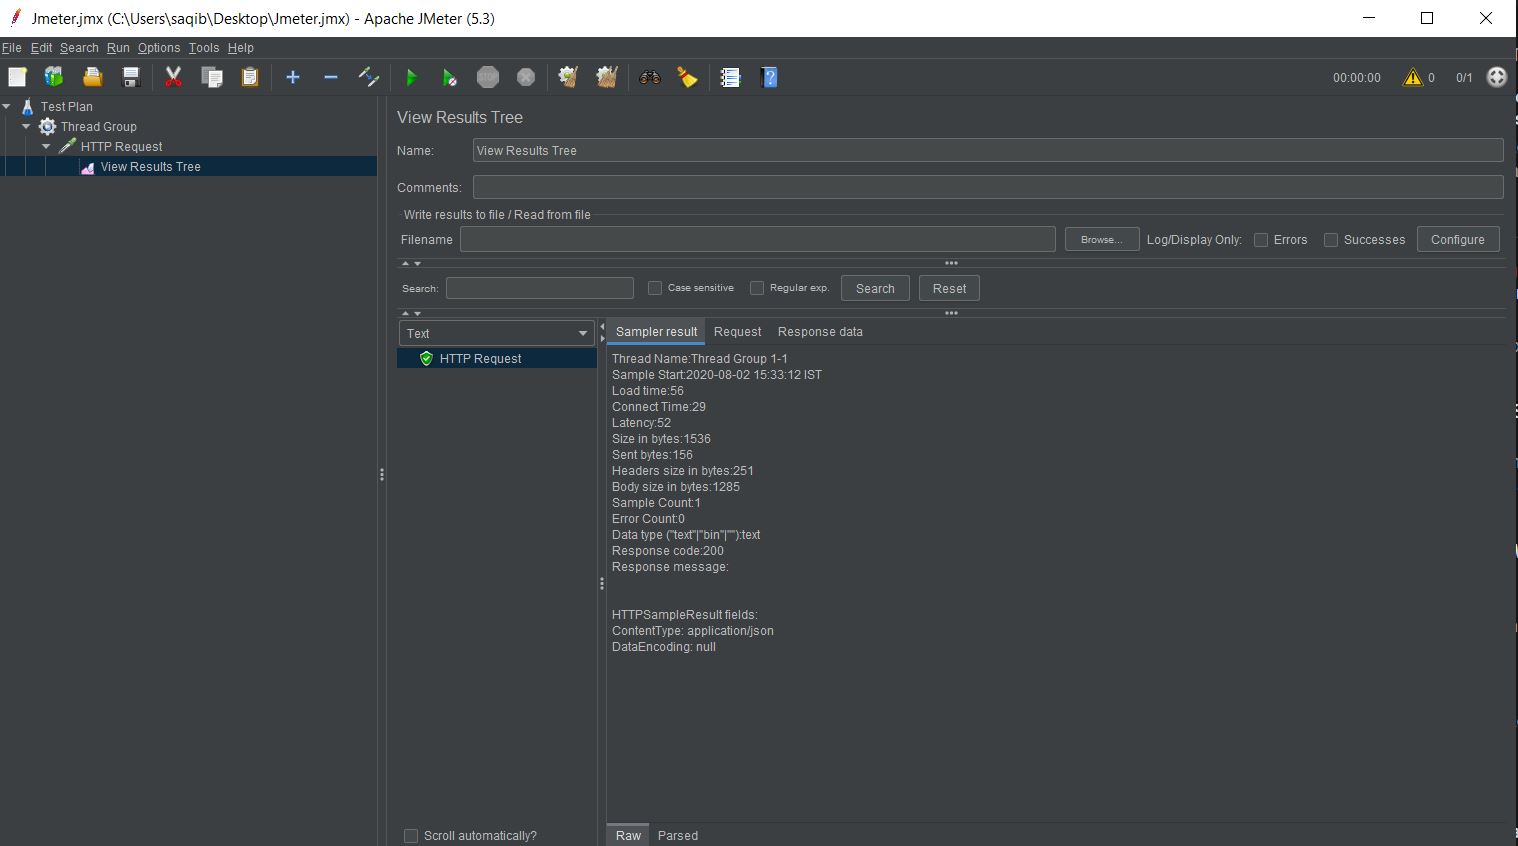 Jmeter.jmx (C:\Users\saqib\Desktop\Jmeter.jmx) - Apache JMeter (5.3)
File Edit Search Run Options Tools Help
STOP 00:00:00 0 0/1
Test Plan
Thread Group
HTTP Request
View Results Tree
View Results Tree
Name: View Results Tree
Comments:
Write results to file / Read from file
Filename Browse... Log/Display Only: Errors Successes Configure
Search: Case sensitive Regular exp. Search Reset
Text
HTTP Request
Sampler result Request Response data
Thread Name:Thread Group 1-1
Sample Start:2020-08-02 15:33:12 IST
Load time:56
Connect Time:29
Latency:52
Size in bytes:1536
Sent bytes:156
Headers size in bytes:251
Body size in bytes:1285
Sample Count:1
Error Count:0
Data type ("text"|"bin"|""):text
Response code:200
Response message:
HTTPSampleResult fields:
ContentType: application/json
DataEncoding: null
Scroll automatically?
Raw Parsed